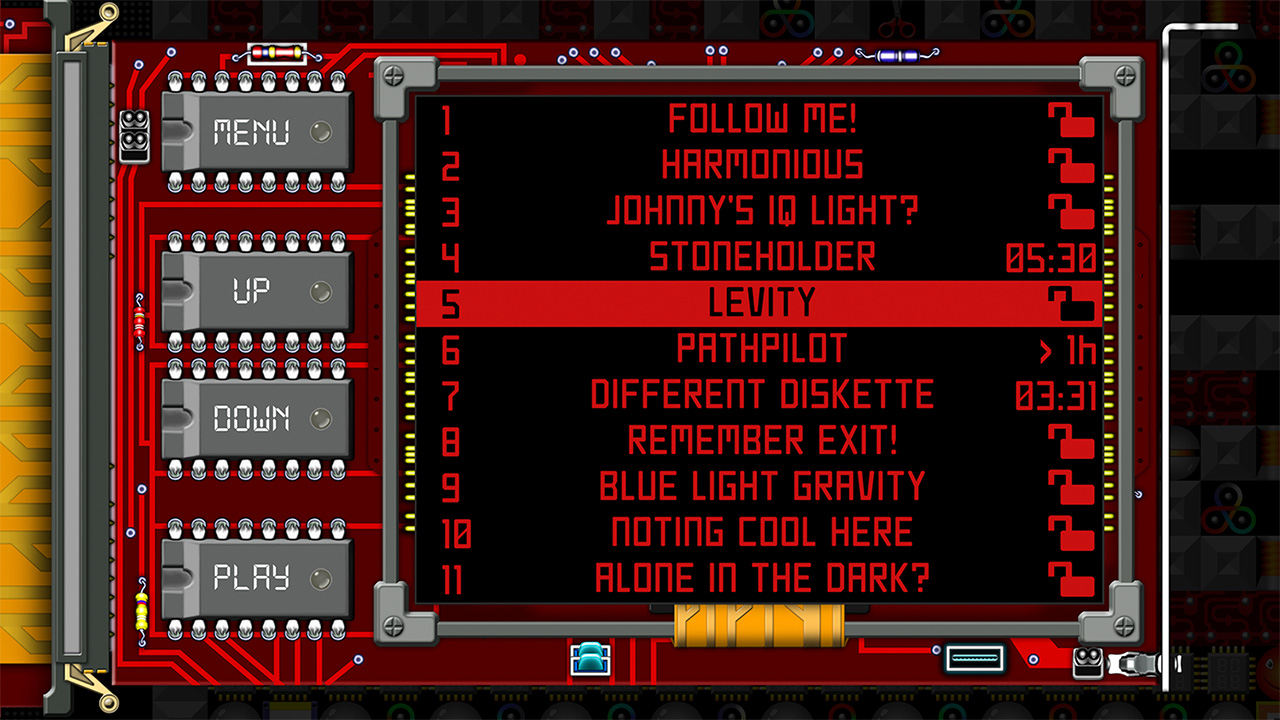 MENU
UP
DOWN
PLAY
1 FOLLOW ME!
2 HARMONIOUS
3 JOHNNY'S IQ LIGHT?
4 STONEHOLDER 05:30
5 LEVITY
6 PATHPILOT > 1h
7 DIFFERENT DISKETTE 03:31
8 REMEMBER EXIT!
9 BLUE LIGHT GRAVITY
10 NOTING COOL HERE
11 ALONE IN THE DARK?